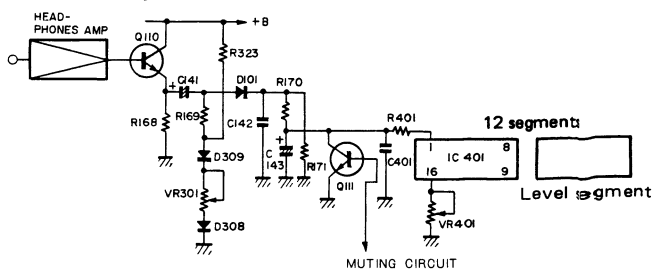 HEAD-
PHONES AMP
Q110
+B
R323
C141
D101
R170
R168
R169
C142
R401
12 segments
D309
C
143
R171
C401
1
8
IC 401
16
9
Q111
VR301
Level segment
VR401
D308
MUTING CIRCUIT